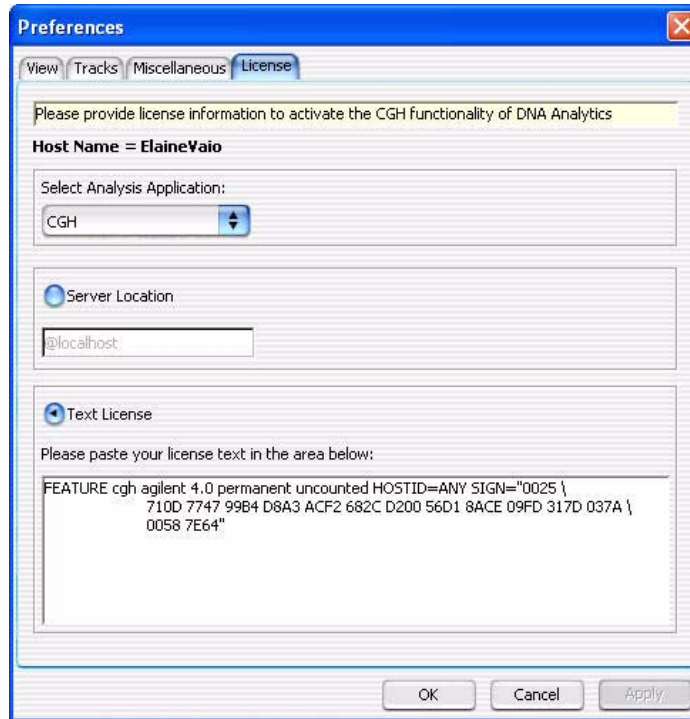 Preferences
View Tracks Miscellaneous License
Please provide license information to activate the CGH functionality of DNA Analytics
Host Name = ElaineVaio
Select Analysis Application:
CGH
Server Location
@localhost
Text License
Please paste your license text in the area below:
FEATURE cgh agilent 4.0 permanent uncounted HOSTID=ANY SIGN="0025 \
710D 7747 99B4 D8A3 ACF2 682C D200 56D1 8ACE 09FD 317D 037A \
0058 7E64"
OK Cancel Apply